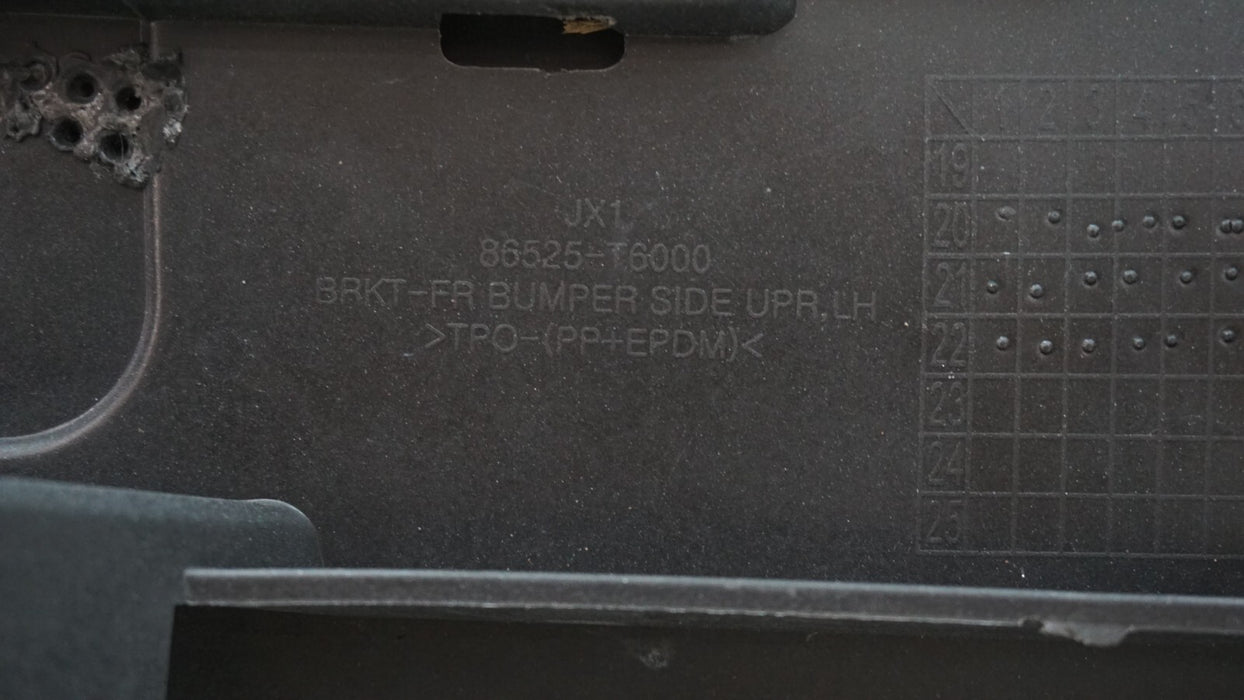 JX1
86525-T6000
BRKT-FR BUMPER SIDE UPR,LH
>TPO-(PP+EPDM)<
1 2 3 4 5
19
20
21
22
23
24
25